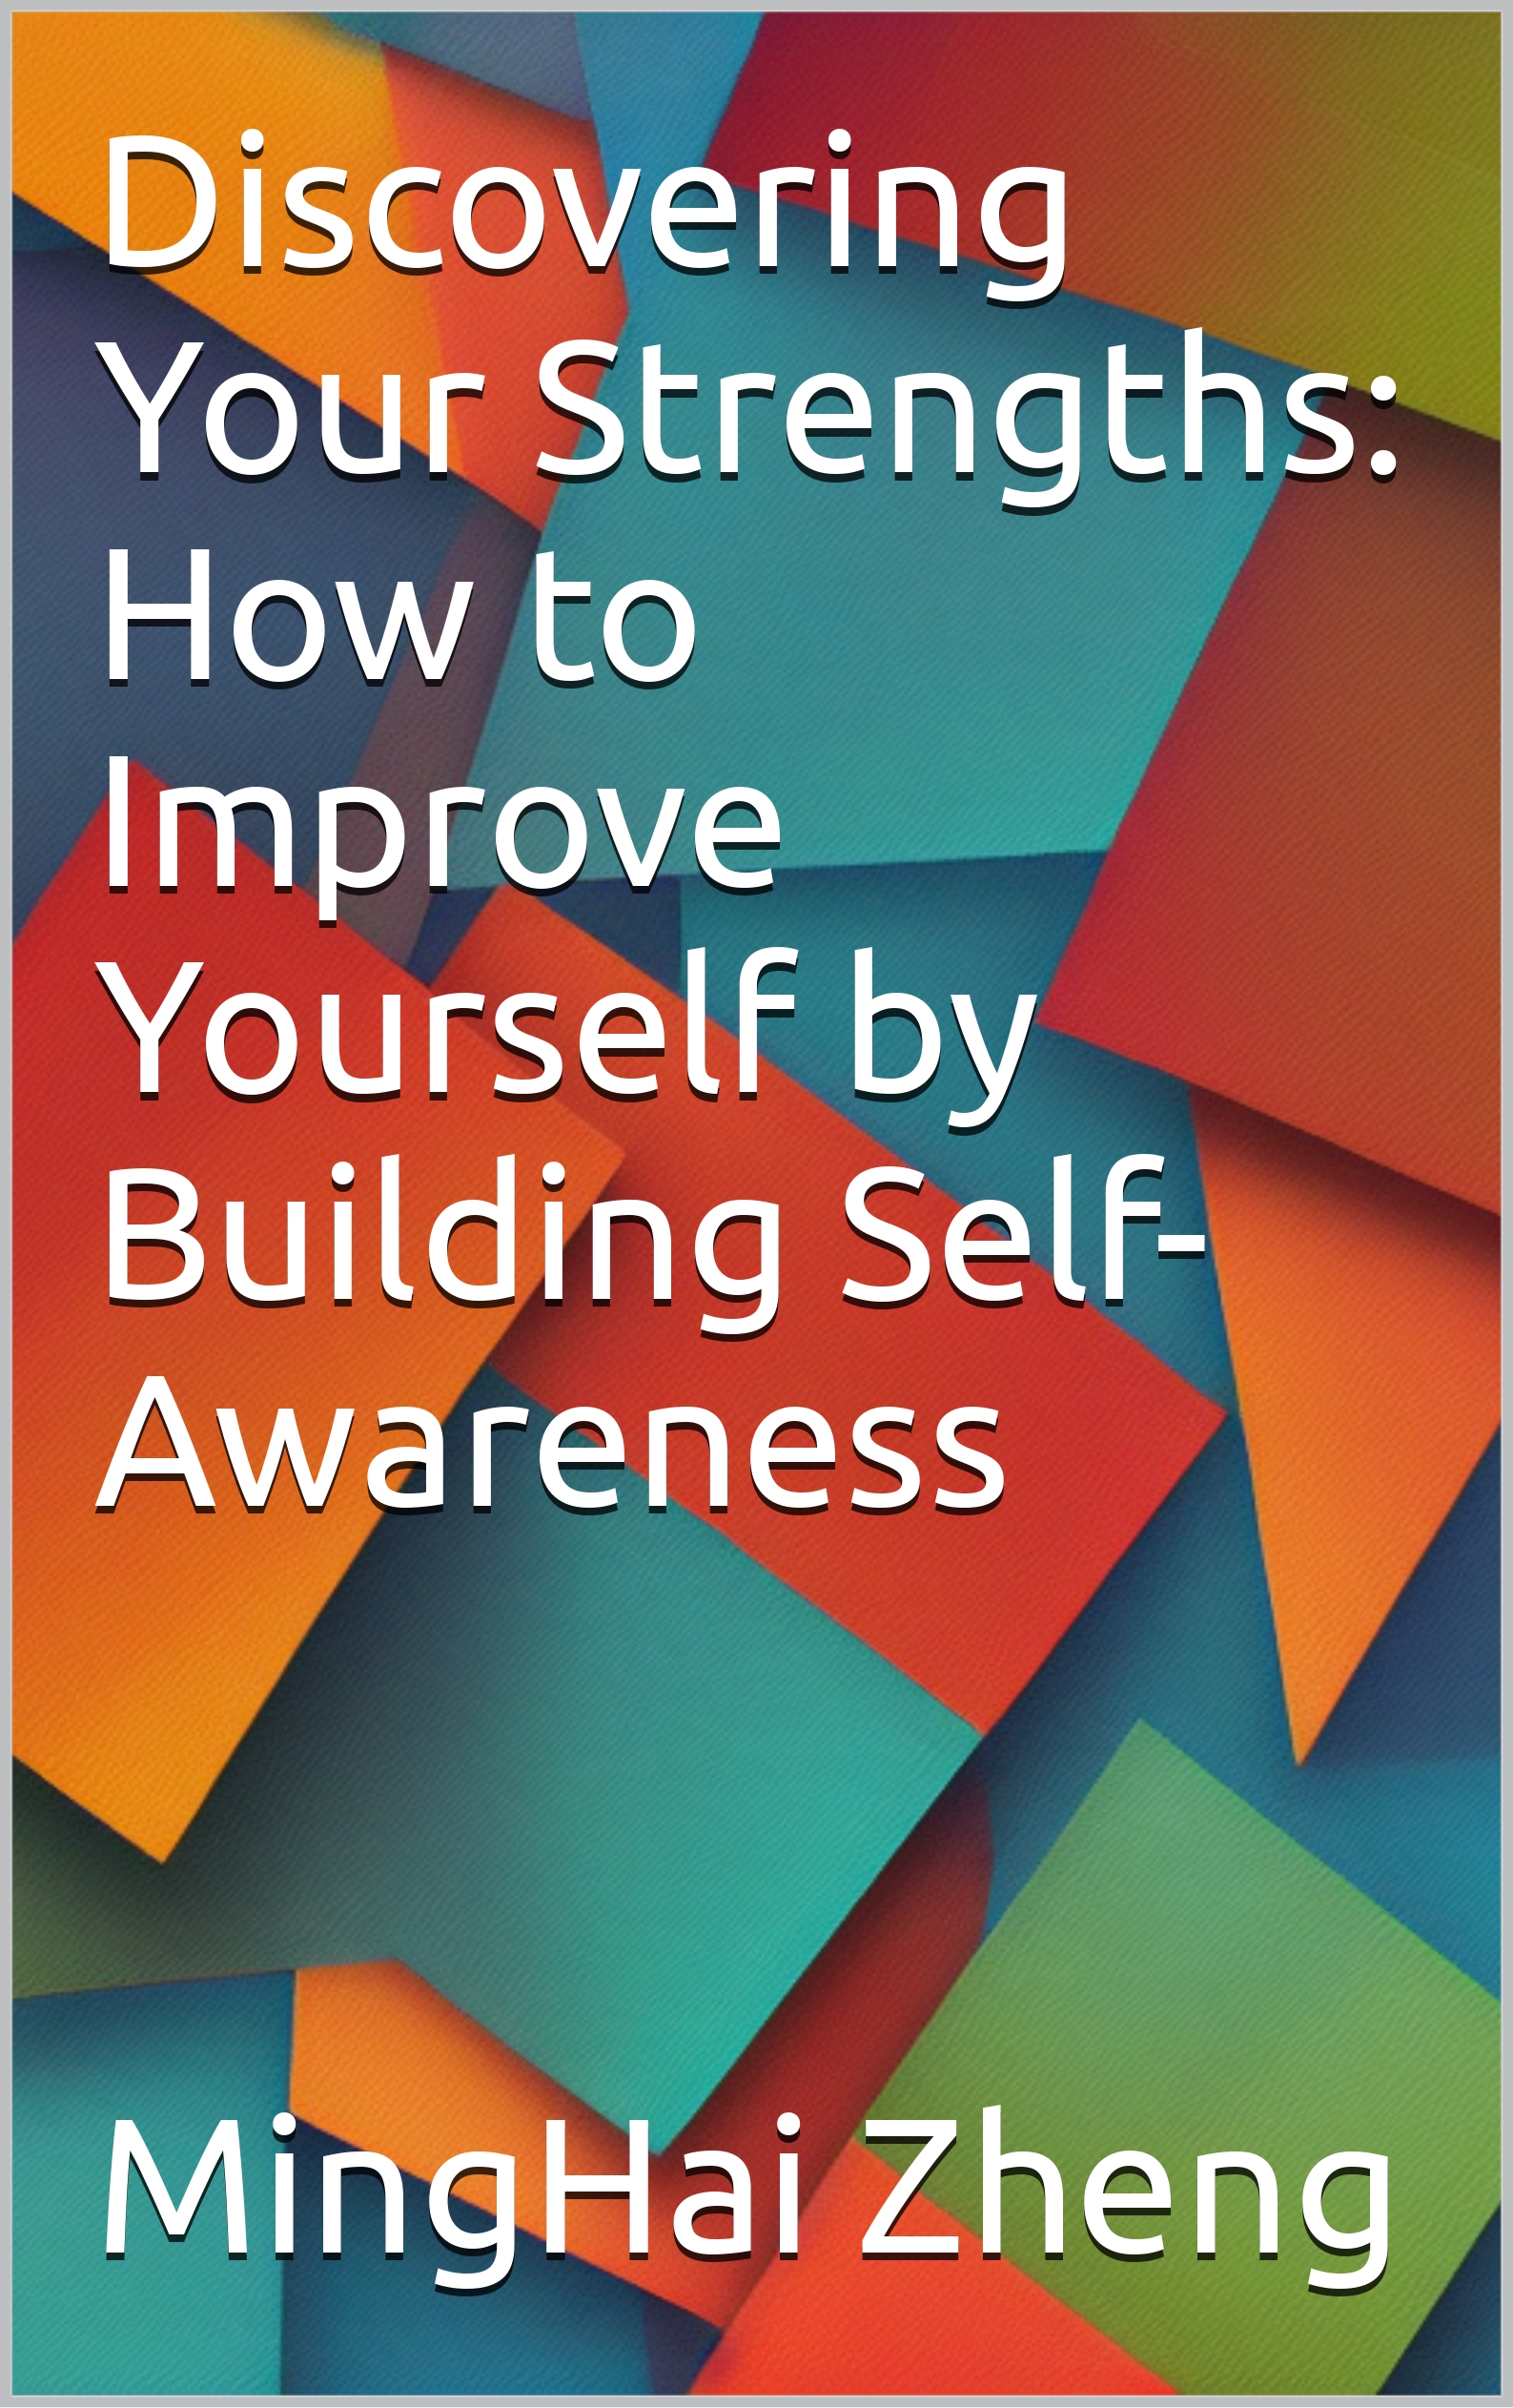 Discovering
Your Strengths:
How to
Improve
Yourself by
Building Self-
Awareness
MingHai Zheng